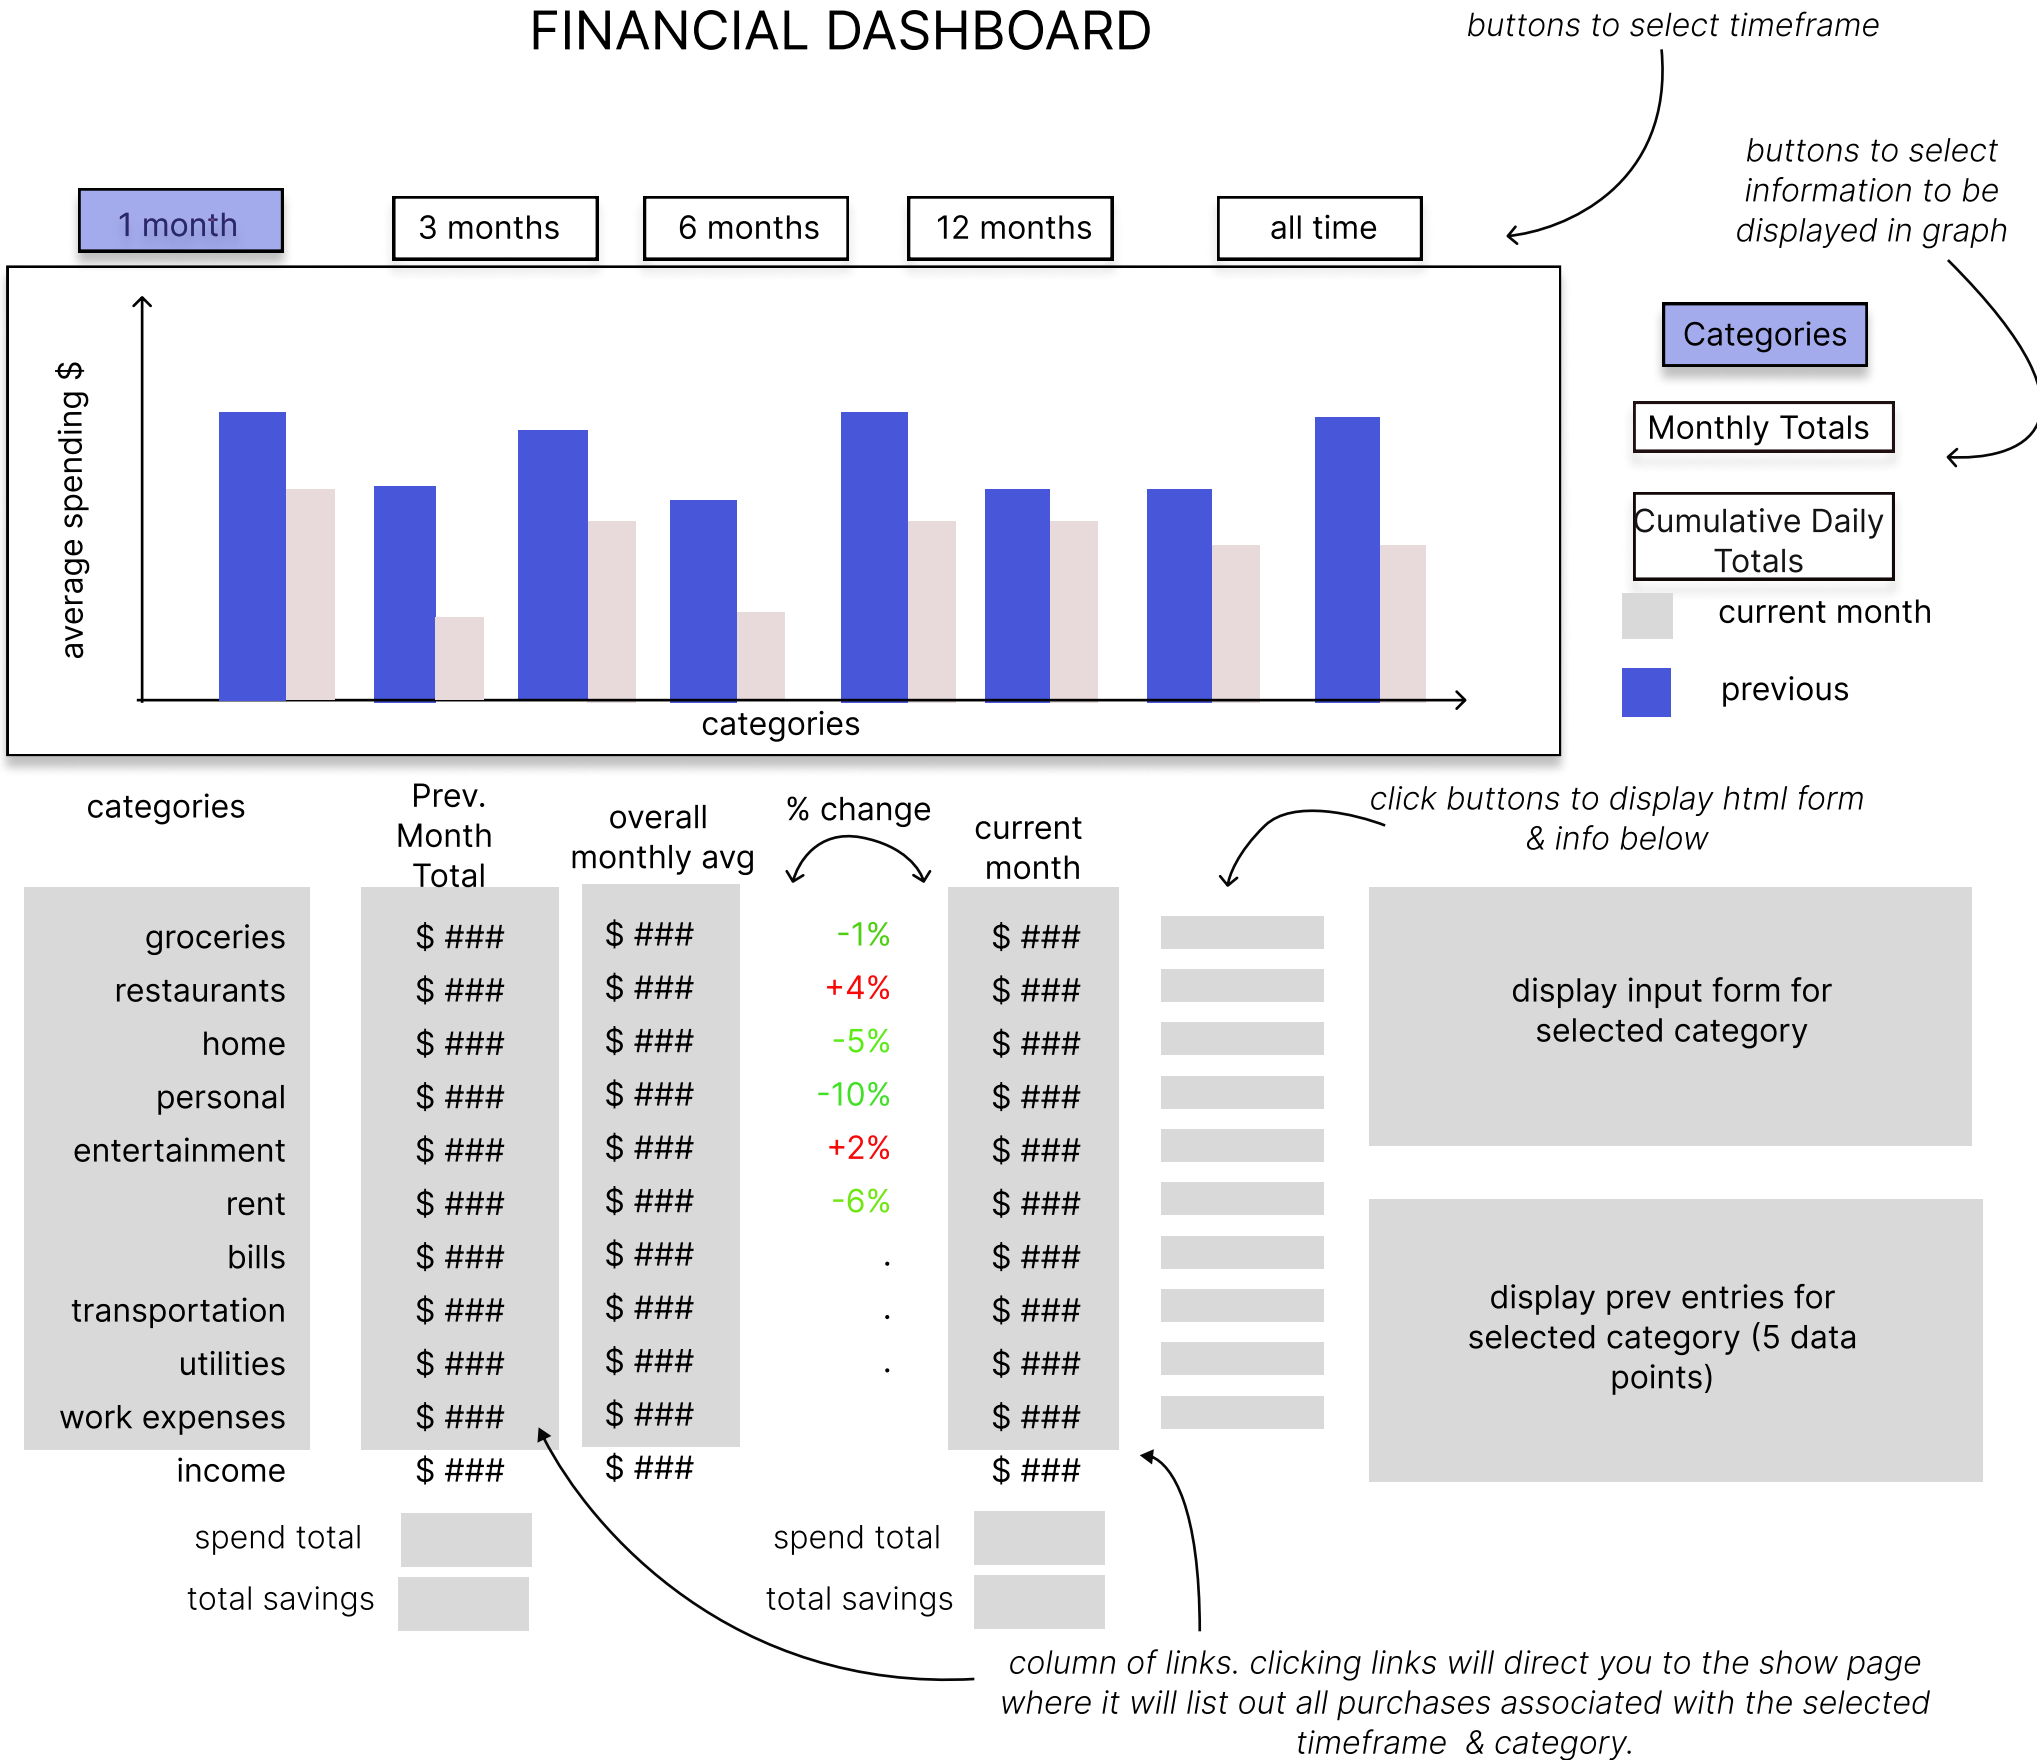 FINANCIAL DASHBOARD
buttons to select timeframe
buttons to select
information to be
displayed in graph
1 month
3 months
6 months
12 months
all time
Categories
Monthly Totals
Cumulative Daily
Totals
current month
previous
average spending $
categories
categories
Prev.
Month
Total
overall
monthly avg
% change
current
month
click buttons to display html form
& info below
groceries $ ### $ ### -1% $ ###
restaurants $ ### $ ### +4% $ ###
home $ ### $ ### -5% $ ###
personal $ ### $ ### -10% $ ###
entertainment $ ### $ ### +2% $ ###
rent $ ### $ ### -6% $ ###
bills $ ### $ ### . $ ###
transportation $ ### $ ### . $ ###
utilities $ ### $ ### . $ ###
work expenses $ ### $ ### $ ###
income $ ### $ ### $ ###
display input form for
selected category
display prev entries for
selected category (5 data
points)
spend total
total savings
spend total
total savings
column of links. clicking links will direct you to the show page
where it will list out all purchases associated with the selected
timeframe & category.